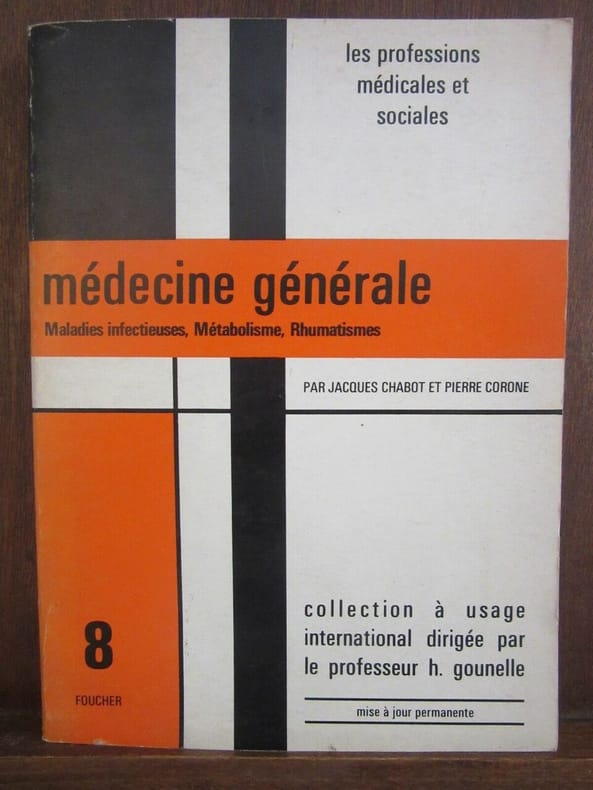 les professions
médicales et
sociales
médecine générale
Maladies infectieuses, Métabolisme, Rhumatismes
PAR JACQUES CHABOT ET PIERRE CORONE
collection à usage
international dirigée par
le professeur h. gounelle
mise à jour permanente
8
FOUCHER